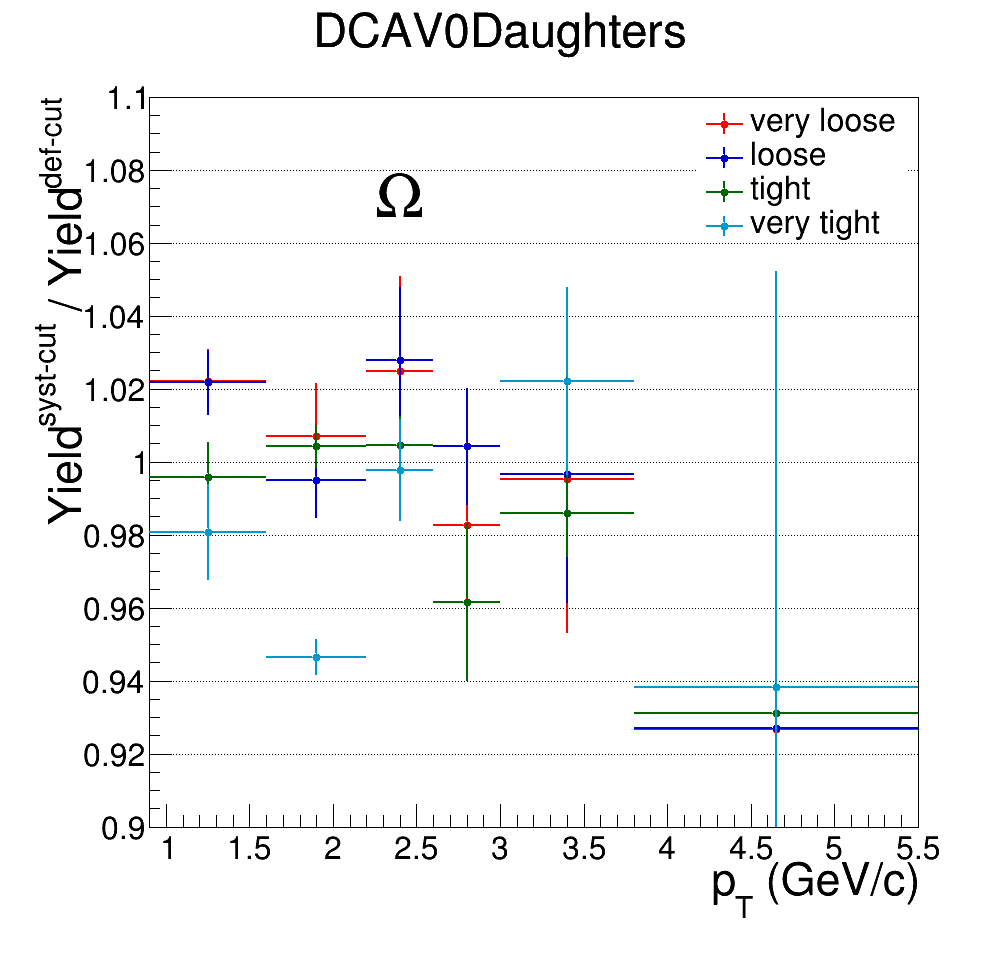 DCAV0Daughters
Yield^syst-cut / Yield^def-cut
1.1
1.08
1.06
1.04
1.02
1
0.98
0.96
0.94
0.92
0.9
Ω
very loose
loose
tight
very tight
1 1.5 2 2.5 3 3.5 4 4.5 5 5.5
p_T (GeV/c)